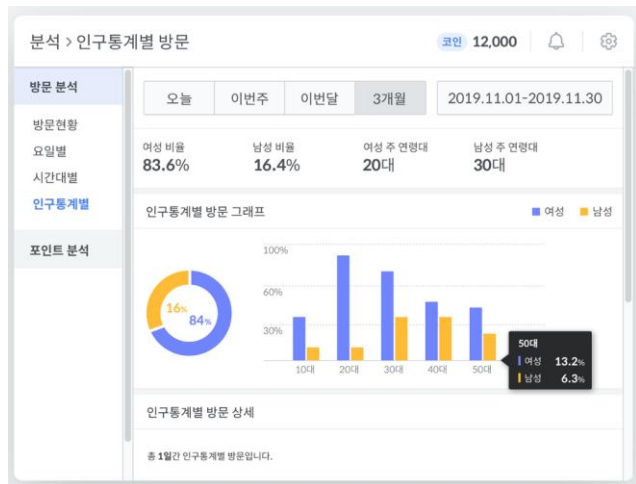 분석 > 인구통계별 방문
코인 12,000
방문 분석
방문현황
요일별
시간대별
인구통계별
포인트 분석
오늘 이번주 이번달 3개월 2019.11.01-2019.11.30
여성 비율 남성 비율 여성 주 연령대 남성 주 연령대
83.6% 16.4% 20대 30대
인구통계별 방문 그래프 여성 남성
16% 84%
100%
60%
30%
10대 20대 30대 40대 50대
50대
여성 13.2%
남성 6.3%
인구통계별 방문 상세
총 1일간 인구통계별 방문입니다.